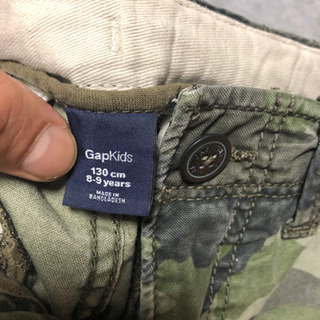 GapKids
130 cm
8-9 years
MADE IN
BANGLADESH